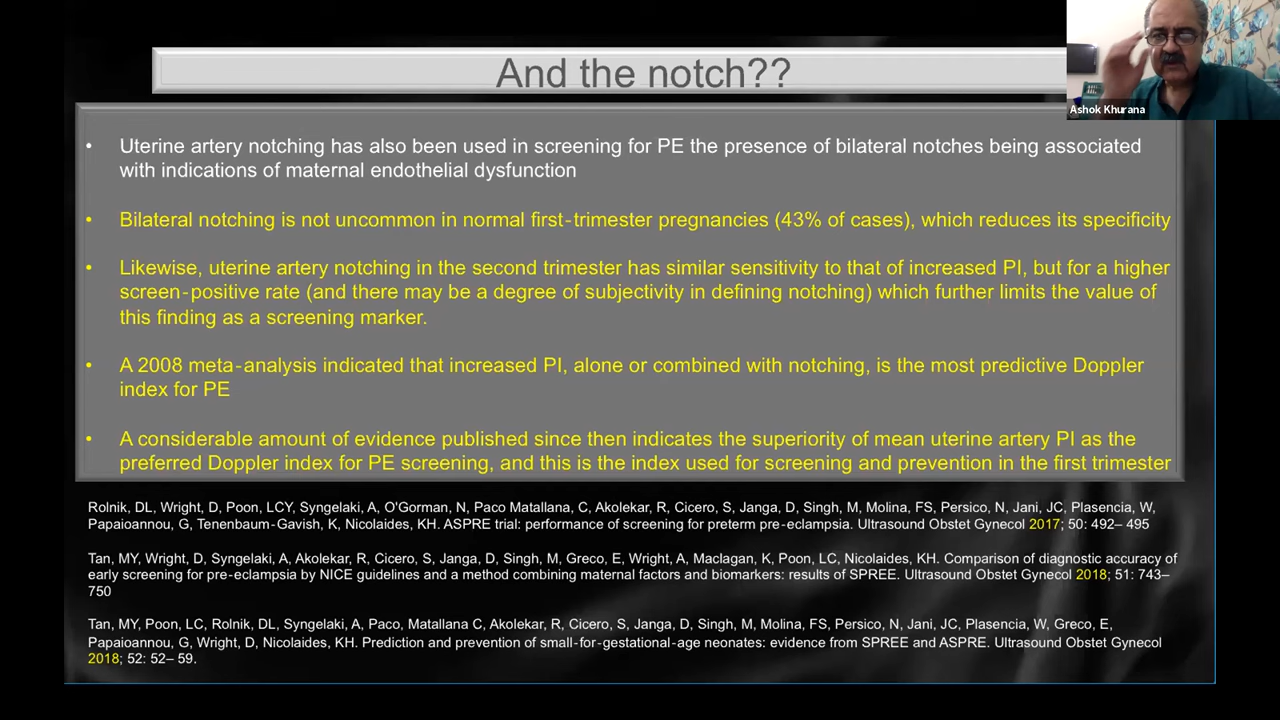 And the notch??
Ashok Khurana
• Uterine artery notching has also been used in screening for PE the presence of bilateral notches being associated
with indications of maternal endothelial dysfunction
• Bilateral notching is not uncommon in normal first-trimester pregnancies (43% of cases), which reduces its specificity
• Likewise, uterine artery notching in the second trimester has similar sensitivity to that of increased PI, but for a higher
screen-positive rate (and there may be a degree of subjectivity in defining notching) which further limits the value of
this finding as a screening marker.
• A 2008 meta-analysis indicated that increased PI, alone or combined with notching, is the most predictive Doppler
index for PE
• A considerable amount of evidence published since then indicates the superiority of mean uterine artery PI as the
preferred Doppler index for PE screening, and this is the index used for screening and prevention in the first trimester
Rolnik, DL, Wright, D, Poon, LCY, Syngelaki, A, O'Gorman, N, Paco Matallana, C, Akolekar, R, Cicero, S, Janga, D, Singh, M, Molina, FS, Persico, N, Jani, JC, Plasencia, W,
Papaioannou, G, Tenenbaum-Gavish, K, Nicolaides, KH. ASPRE trial: performance of screening for preterm pre-eclampsia. Ultrasound Obstet Gynecol 2017; 50: 492– 495
Tan, MY, Wright, D, Syngelaki, A, Akolekar, R, Cicero, S, Janga, D, Singh, M, Greco, E, Wright, A, Maclagan, K, Poon, LC, Nicolaides, KH. Comparison of diagnostic accuracy of
early screening for pre-eclampsia by NICE guidelines and a method combining maternal factors and biomarkers: results of SPREE. Ultrasound Obstet Gynecol 2018; 51: 743–
750
Tan, MY, Poon, LC, Rolnik, DL, Syngelaki, A, Paco, Matallana C, Akolekar, R, Cicero, S, Janga, D, Singh, M, Molina, FS, Persico, N, Jani, JC, Plasencia, W, Greco, E,
Papaioannou, G, Wright, D, Nicolaides, KH. Prediction and prevention of small-for-gestational-age neonates: evidence from SPREE and ASPRE. Ultrasound Obstet Gynecol
2018; 52: 52– 59.